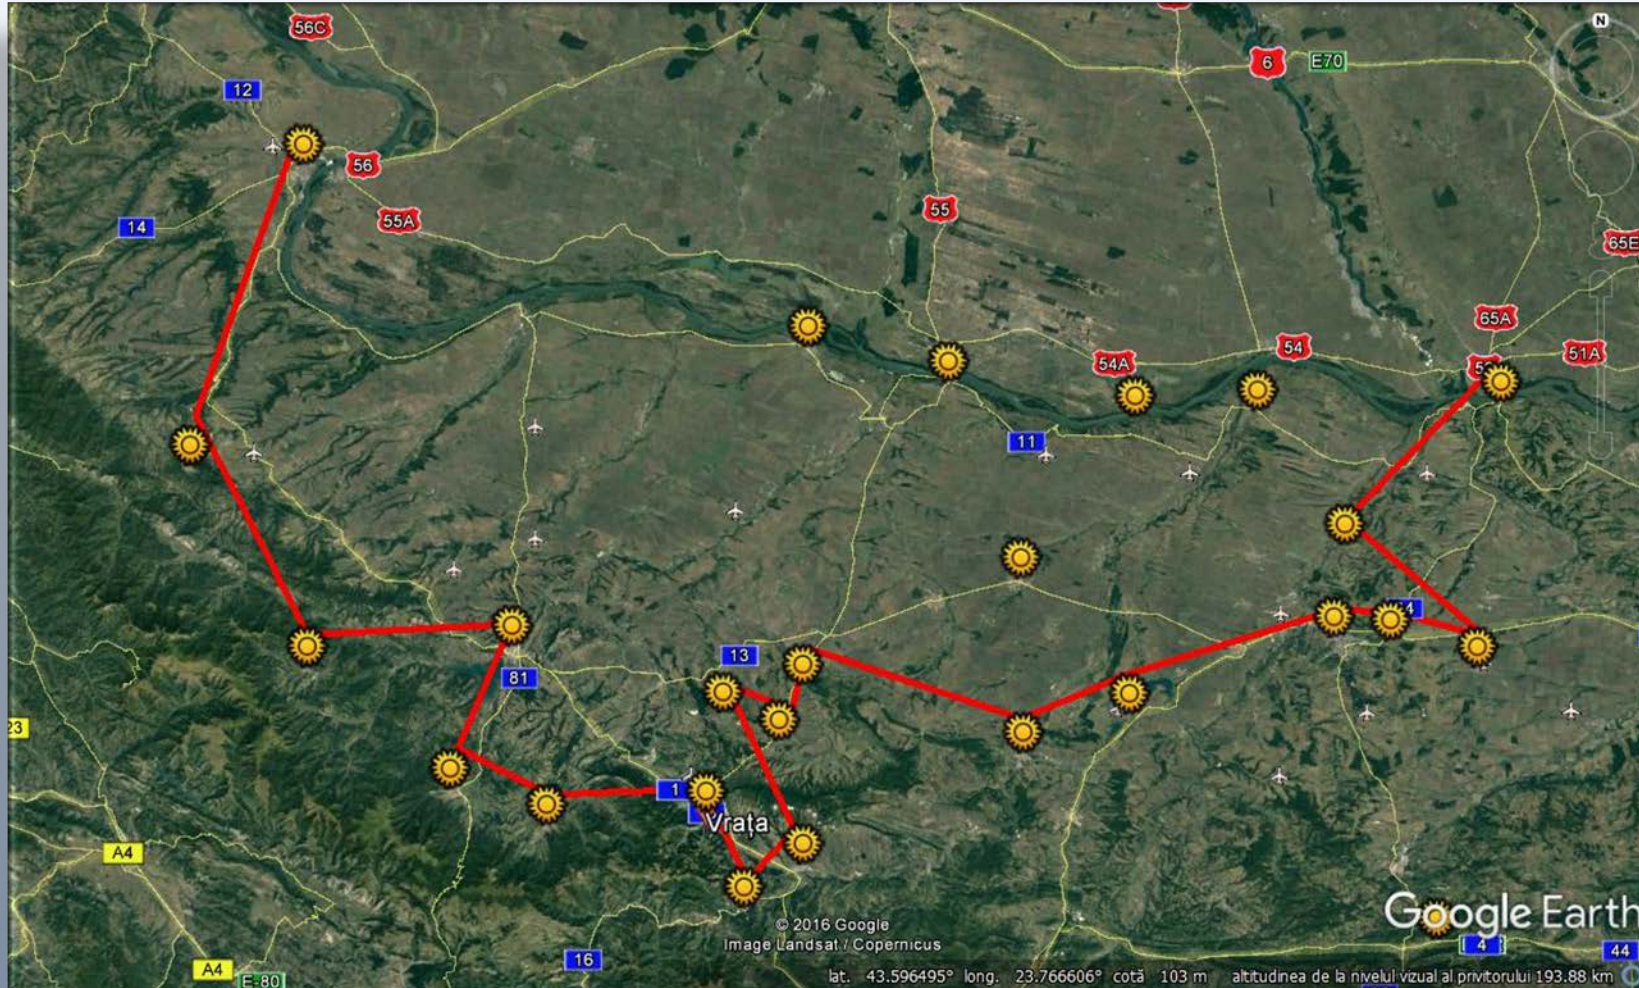 56C
6
E70
12
56
14
55A
55
65E
65A
54
54A
51A
11
13
81
23
1
Vrața
A4
Google Earth
© 2016 Google
Image Landsat / Copernicus
16
4
44
A4
E-80
lat. 43.596495° long. 23.766606° cotă 103 m altitudinea de la nivelul vizual al privitorului 193.88 km
N